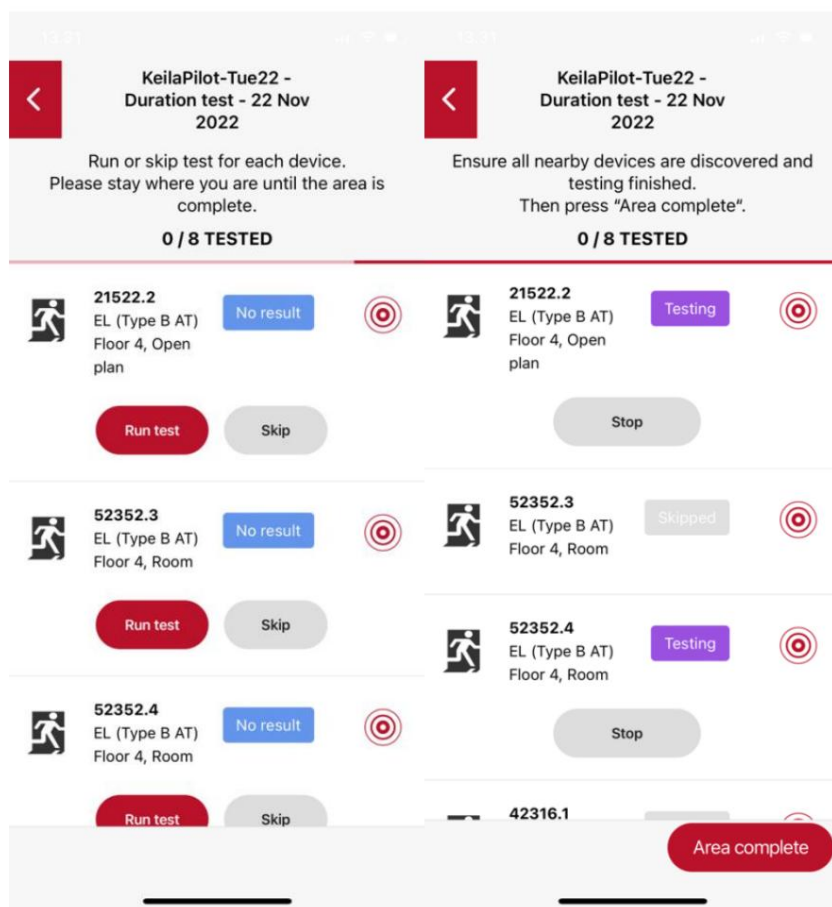 13:31
KeilaPilot-Tue22 -
Duration test - 22 Nov
2022
Run or skip test for each device.
Please stay where you are until the area is
complete.
0 / 8 TESTED
21522.2
EL (Type B AT)
Floor 4, Open
plan
No result
Run test
Skip
52352.3
EL (Type B AT)
Floor 4, Room
No result
Run test
Skip
52352.4
EL (Type B AT)
Floor 4, Room
No result
Run test
Skip
13:31
KeilaPilot-Tue22 -
Duration test - 22 Nov
2022
Ensure all nearby devices are discovered and
testing finished.
Then press "Area complete".
0 / 8 TESTED
21522.2
EL (Type B AT)
Floor 4, Open
plan
Testing
Stop
52352.3
EL (Type B AT)
Floor 4, Room
Skipped
52352.4
EL (Type B AT)
Floor 4, Room
Testing
Stop
42316.1
Area complete